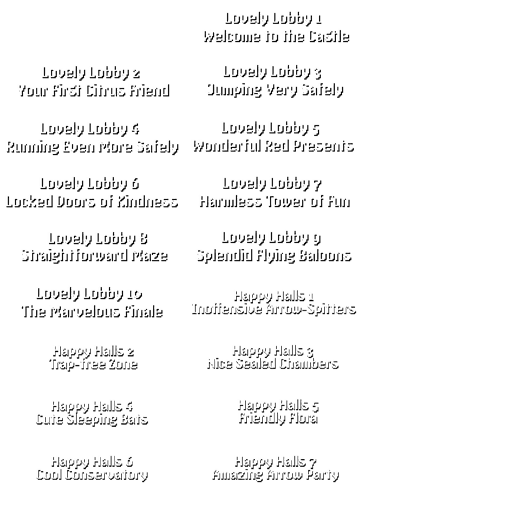 Lovely Lobby 1
Welcome to the Castle
Lovely Lobby 2
Your First Citrus Friend
Lovely Lobby 3
Jumping Very Safely
Lovely Lobby 4
Running Even More Safely
Lovely Lobby 5
Wonderful Red Presents
Lovely Lobby 6
Locked Doors of Kindness
Lovely Lobby 7
Harmless Tower of Fun
Lovely Lobby 8
Straightforward Maze
Lovely Lobby 9
Splendid Flying Baloons
Lovely Lobby 10
The Marvelous Finale
Happy Halls 1
Inoffensive Arrow-Spitters
Happy Halls 2
Trap-free Zone
Happy Halls 3
Nice Sealed Chambers
Happy Halls 4
Cute Sleeping Bats
Happy Halls 5
Friendly Flora
Happy Halls 6
Cool Conservatory
Happy Halls 7
Amazing Arrow Party